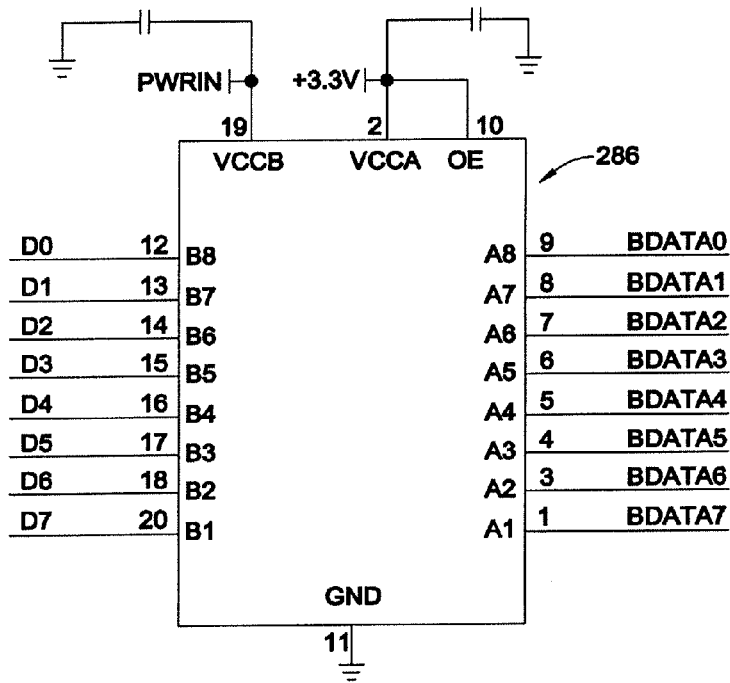 PWRIN +3.3V
19 2 10
VCCB VCCA OE 286
D0 12 B8 A8 9 BDATA0
D1 13 B7 A7 8 BDATA1
D2 14 B6 A6 7 BDATA2
D3 15 B5 A5 6 BDATA3
D4 16 B4 A4 5 BDATA4
D5 17 B3 A3 4 BDATA5
D6 18 B2 A2 3 BDATA6
D7 20 B1 A1 1 BDATA7
GND
11